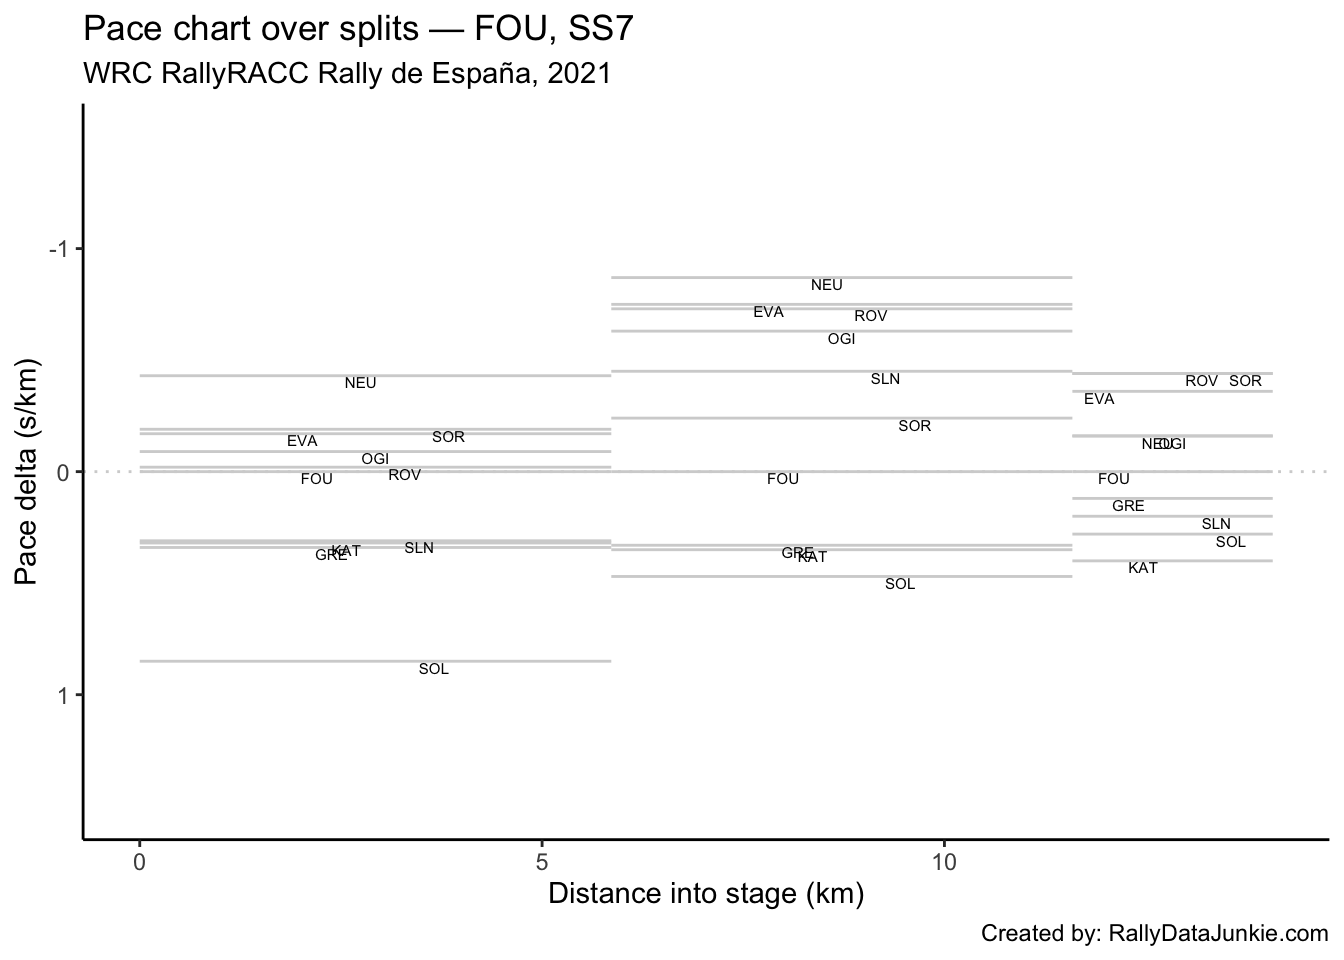 Pace chart over splits — FOU, SS7
WRC RallyRACC Rally de España, 2021
Pace delta (s/km)
-1
0
1
NEU
EVA
SOR
OGI
ROV
FOU
KAT
SLN
GRE
SOL
NEU
EVA
ROV
OGI
SLN
SOR
FOU
GRE
KAT
SOL
ROV SOR
EVA
NEU
OGI
FOU
GRE
SLN
SOL
KAT
0 5 10
Distance into stage (km)
Created by: RallyDataJunkie.com